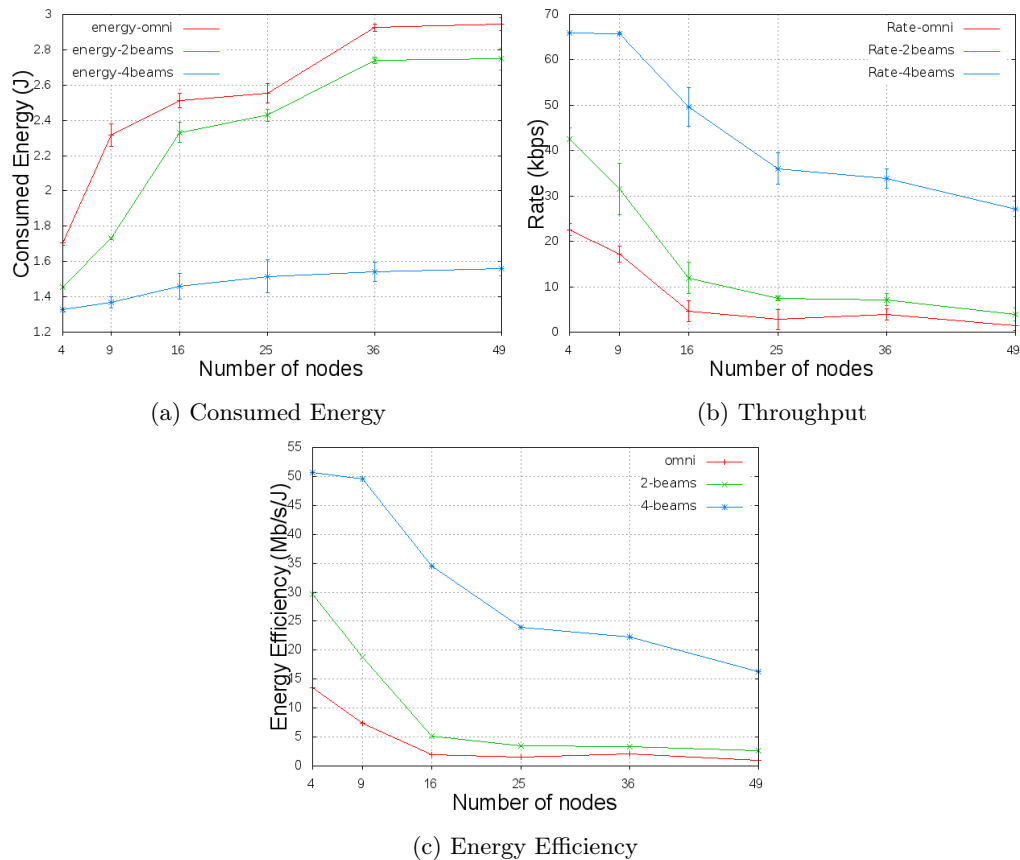 3
2.8
2.6
2.4
2.2
2
1.8
1.6
1.4
1.2
Consumed Energy (J)
energy-omni
energy-2beams
energy-4beams
4 9 16 25 36 49
Number of nodes
(a) Consumed Energy
70
60
50
40
30
20
10
0
Rate (kbps)
Rate-omni
Rate-2beams
Rate-4beams
4 9 16 25 36 49
Number of nodes
(b) Throughput
55
50
45
40
35
30
25
20
15
10
5
0
Energy Efficiency (Mb/s/J)
omni
2-beams
4-beams
4 9 16 25 36 49
Number of nodes
(c) Energy Efficiency